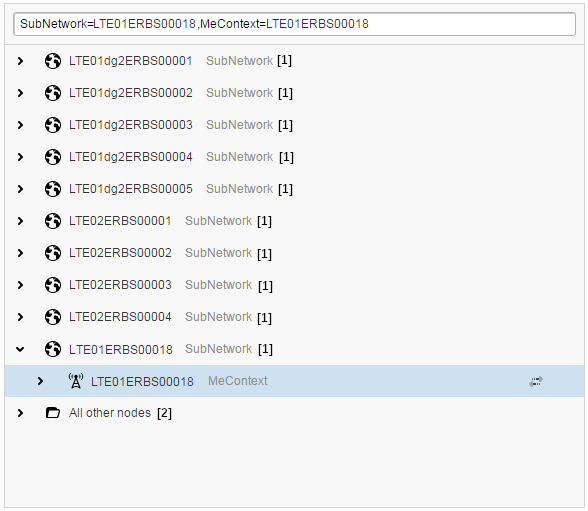 SubNetwork=LTE01ERBS00018,MeContext=LTE01ERBS00018
LTE01dg2ERBS00001 SubNetwork [1]
LTE01dg2ERBS00002 SubNetwork [1]
LTE01dg2ERBS00003 SubNetwork [1]
LTE01dg2ERBS00004 SubNetwork [1]
LTE01dg2ERBS00005 SubNetwork [1]
LTE02ERBS00001 SubNetwork [1]
LTE02ERBS00002 SubNetwork [1]
LTE02ERBS00003 SubNetwork [1]
LTE02ERBS00004 SubNetwork [1]
LTE01ERBS00018 SubNetwork [1]
LTE01ERBS00018 MeContext
All other nodes [2]